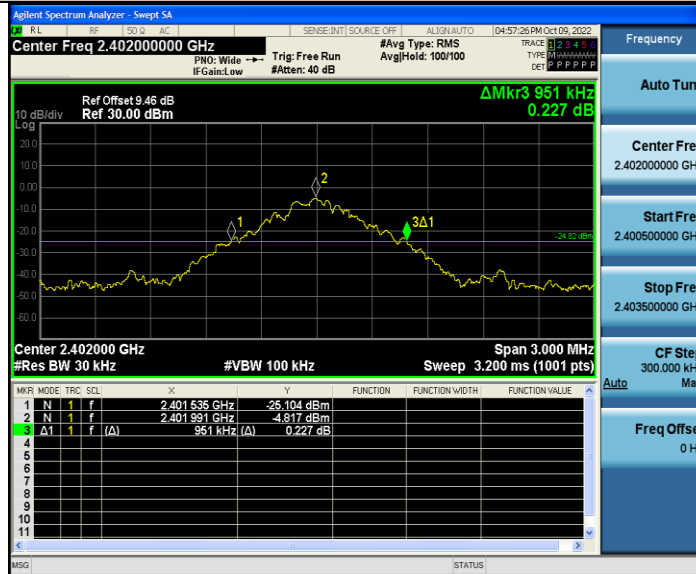 Agilent Spectrum Analyzer - Swept SA
RL RF 50 Ω AC SENSE:INT SOURCE OFF ALIGN AUTO 04:57:26 PM Oct 09, 2022
Center Freq 2.402000000 GHz #Avg Type: RMS TRACE 1 2 3 4 5 6
PNO: Wide Trig: Free Run Avg|Hold: 100/100 TYPE M
IFGain:Low #Atten: 40 dB DET P P P P P P
ΔMkr3 951 kHz
0.227 dB
Ref Offset 9.46 dB
10 dB/div Ref 30.00 dBm
Log
20.0
10.0
0.00
-10.0
-20.0
-30.0
-40.0
-50.0
-60.0
1
2
3Δ1
-24.82 dBm
Center 2.402000 GHz Span 3.000 MHz
#Res BW 30 kHz #VBW 100 kHz Sweep 3.200 ms (1001 pts)
MKR MODE TRC SCL X Y FUNCTION FUNCTION WIDTH FUNCTION VALUE
1 N 1 f 2.401 535 GHz -25.104 dBm
2 N 1 f 2.401 991 GHz -4.817 dBm
3 Δ1 1 f (Δ) 951 kHz (Δ) 0.227 dB
4
5
6
7
8
9
10
11
MSG STATUS
Frequency
Auto Tun
Center Fre
2.402000000 GH
Start Fre
2.400500000 GH
Stop Fre
2.403500000 GH
CF Ste
300.000 kH
Auto Ma
Freq Offse
0 H